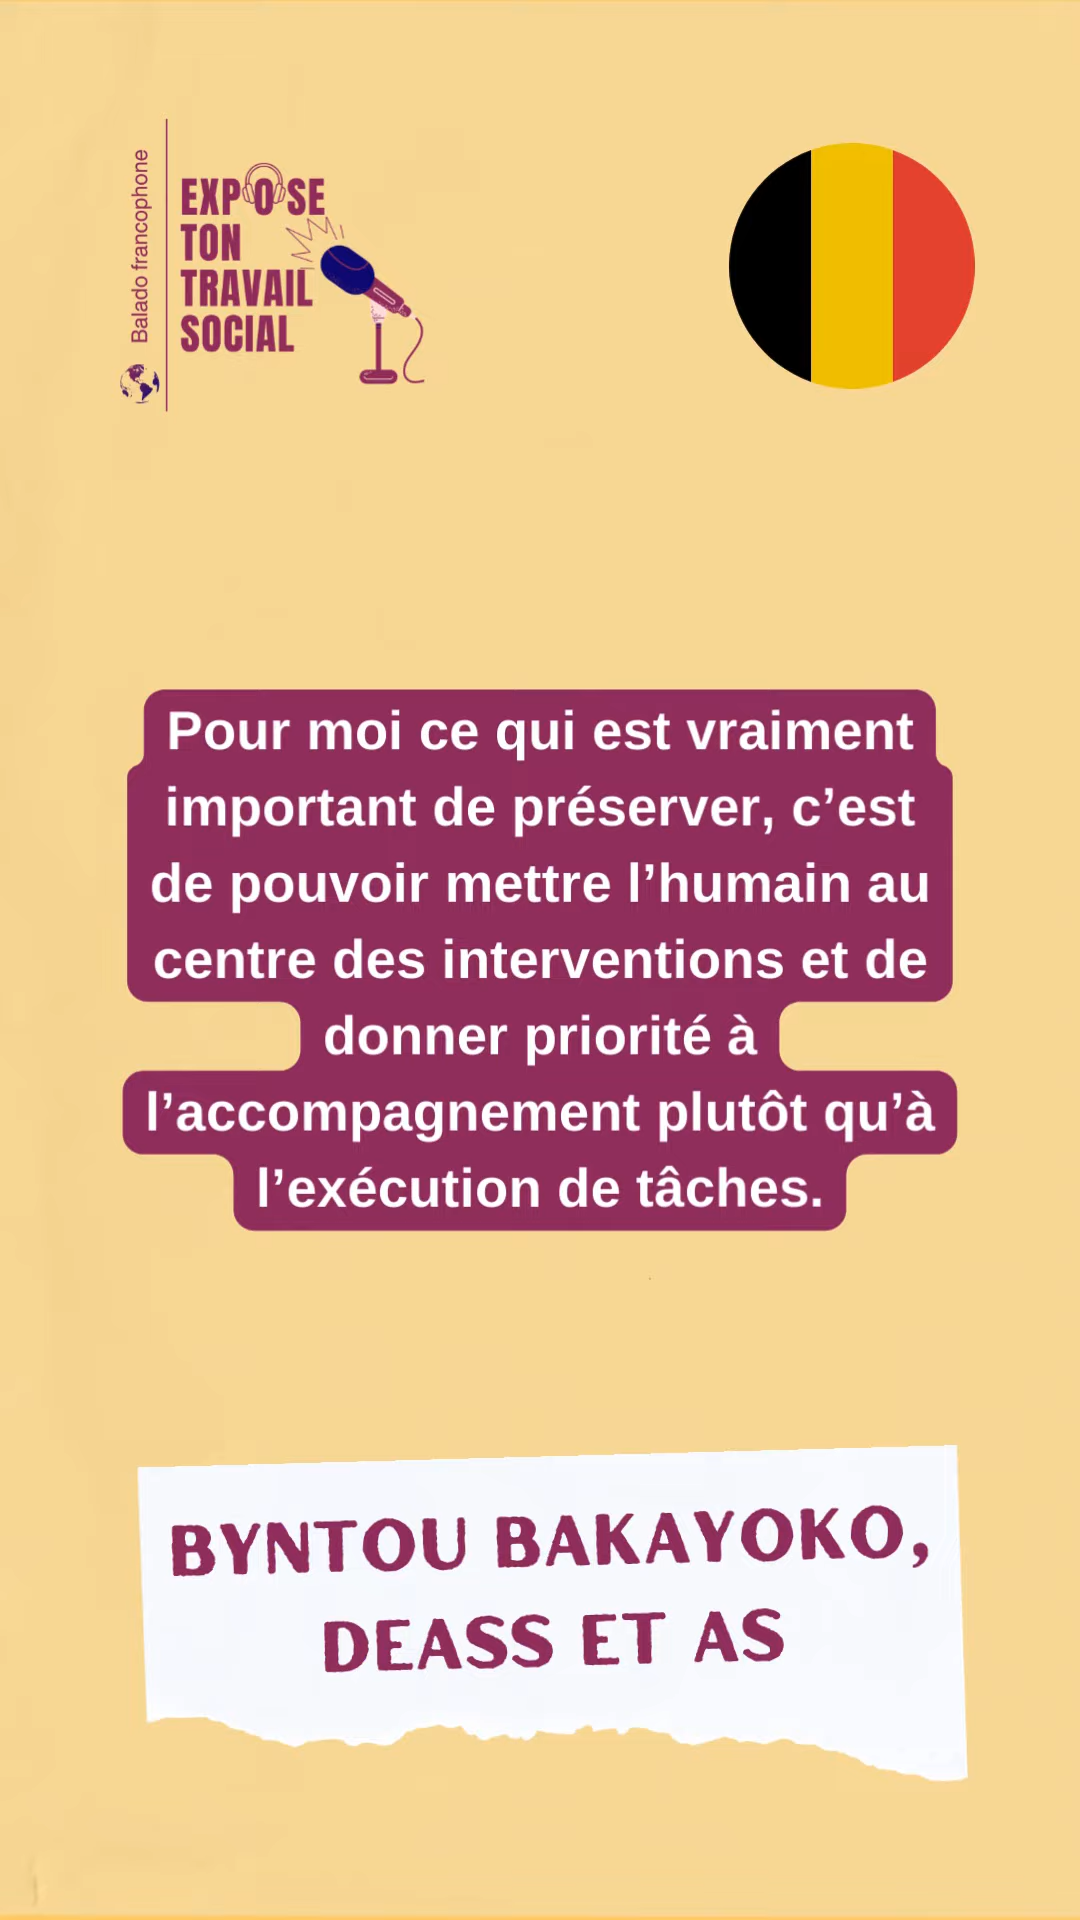 Balado francophone
EXPOSE
TON
TRAVAIL
SOCIAL
Pour moi ce qui est vraiment
important de préserver, c’est
de pouvoir mettre l’humain au
centre des interventions et de
donner priorité à
l’accompagnement plutôt qu’à
l’exécution de tâches.
BYNTOU BAKAYOKO,
DEASS ET AS